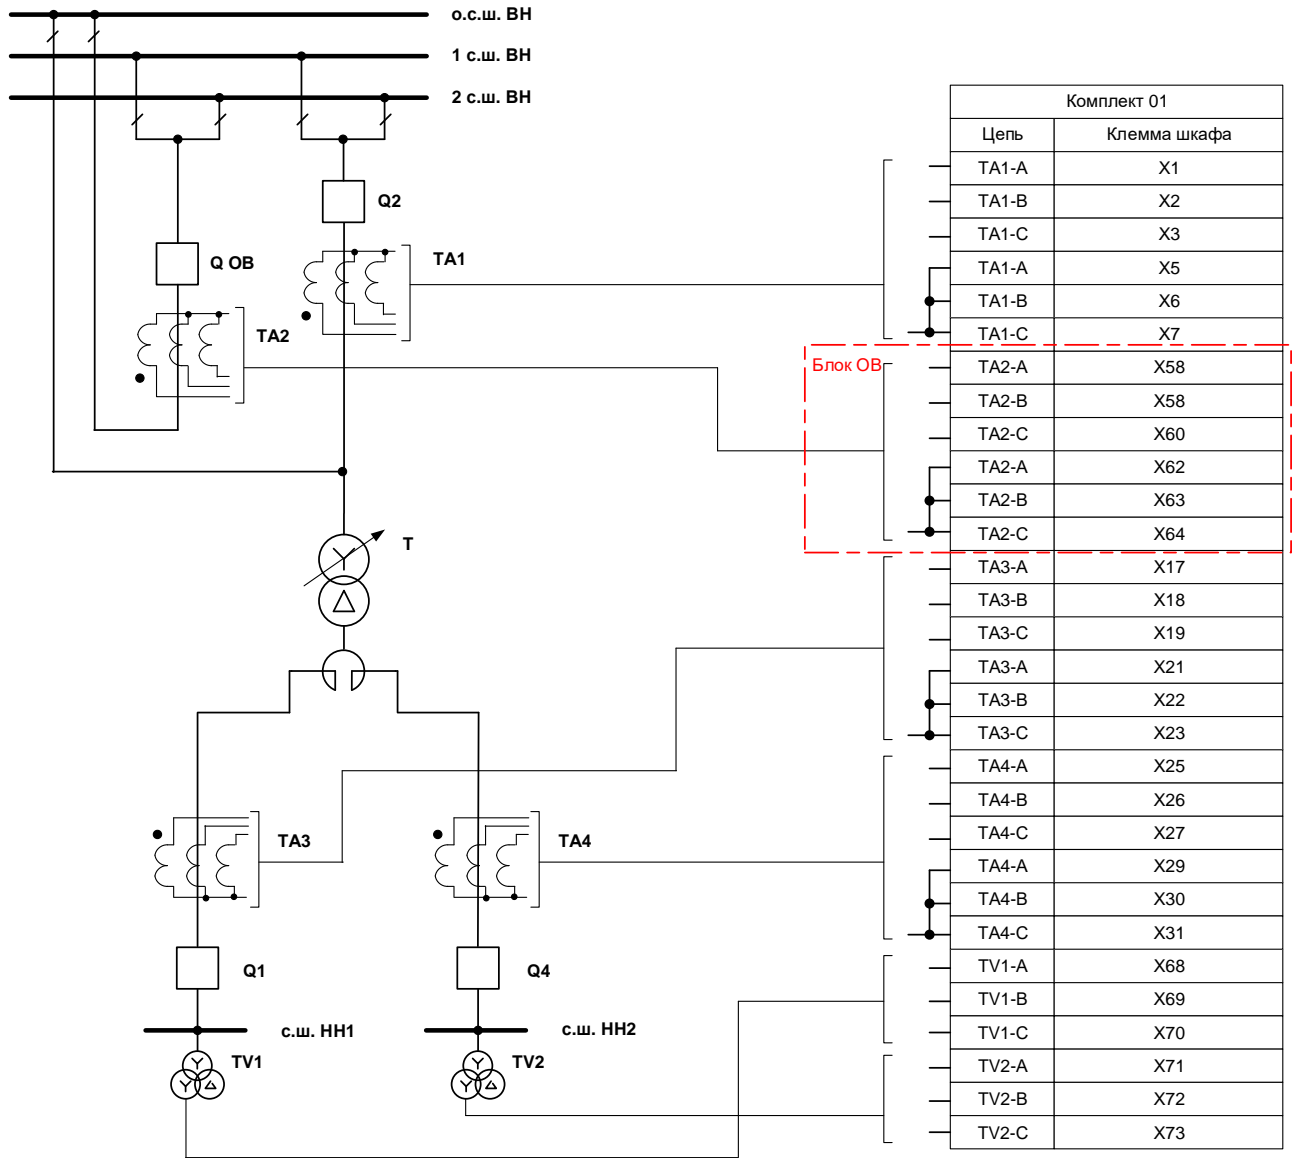 о.с.ш. ВН
1 с.ш. ВН
2 с.ш. ВН
Q2
Q ОВ
TA1
TA2
T
TA3
TA4
Q1
Q4
с.ш. НН1
с.ш. НН2
TV1
TV2
Блок ОВ
Комплект 01
Цепь Клемма шкафа
TA1-A X1
TA1-B X2
TA1-C X3
TA1-A X5
TA1-B X6
TA1-C X7
TA2-A X58
TA2-B X58
TA2-C X60
TA2-A X62
TA2-B X63
TA2-C X64
TA3-A X17
TA3-B X18
TA3-C X19
TA3-A X21
TA3-B X22
TA3-C X23
TA4-A X25
TA4-B X26
TA4-C X27
TA4-A X29
TA4-B X30
TA4-C X31
TV1-A X68
TV1-B X69
TV1-C X70
TV2-A X71
TV2-B X72
TV2-C X73